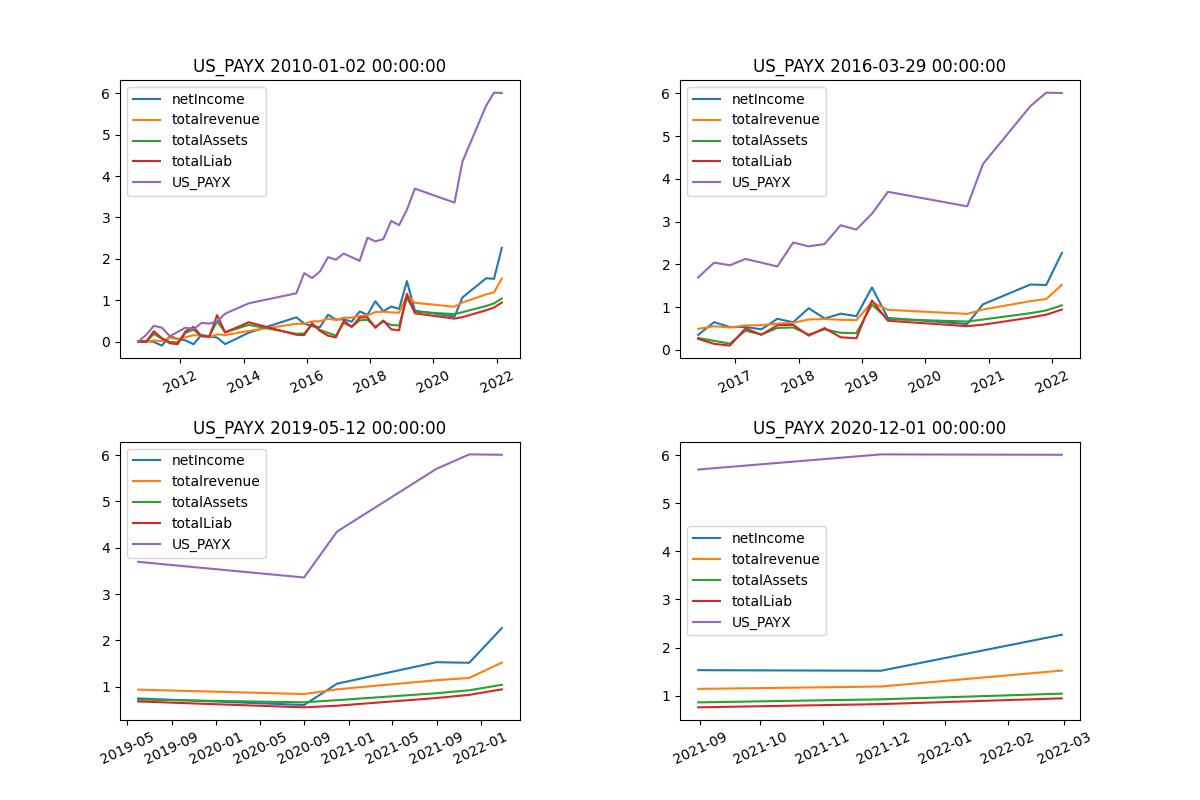 US_PAYX 2010-01-02 00:00:00
6
5
4
3
2
1
0
netIncome
totalrevenue
totalAssets
totalLiab
US_PAYX
2012
2014
2016
2018
2020
2022
US_PAYX 2016-03-29 00:00:00
6
5
4
3
2
1
0
netIncome
totalrevenue
totalAssets
totalLiab
US_PAYX
2017
2018
2019
2020
2021
2022
US_PAYX 2019-05-12 00:00:00
6
5
4
3
2
1
netIncome
totalrevenue
totalAssets
totalLiab
US_PAYX
2019-05
2019-09
2020-01
2020-05
2020-09
2021-01
2021-05
2021-09
2022-01
US_PAYX 2020-12-01 00:00:00
6
5
4
3
2
1
netIncome
totalrevenue
totalAssets
totalLiab
US_PAYX
2021-09
2021-10
2021-11
2021-12
2022-01
2022-02
2022-03